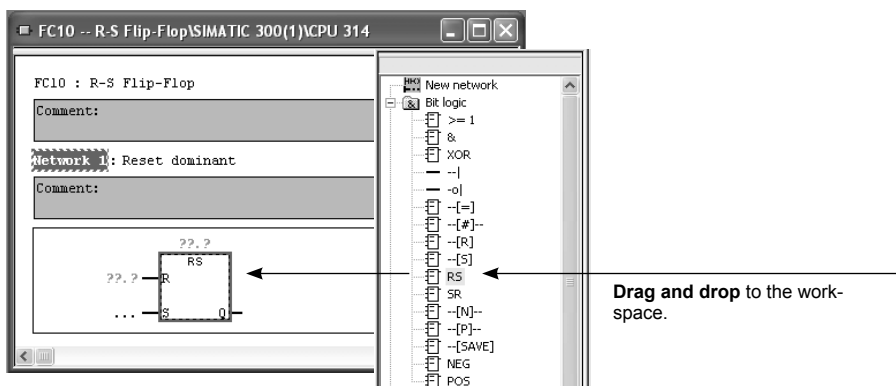 FC10 -- R-S Flip-Flop\SIMATIC 300(1)\CPU 314
FC10 : R-S Flip-Flop
Comment:
Network 1: Reset dominant
Comment:
??.?
RS
??.? R
... S Q
New network
Bit logic
>= 1
&
XOR
--|
-o|
--[=]
--[#]--
--[R]
--[S]
RS
SR
--[N]--
--[P]--
--[SAVE]
NEG
POS
Drag and drop to the work-
space.